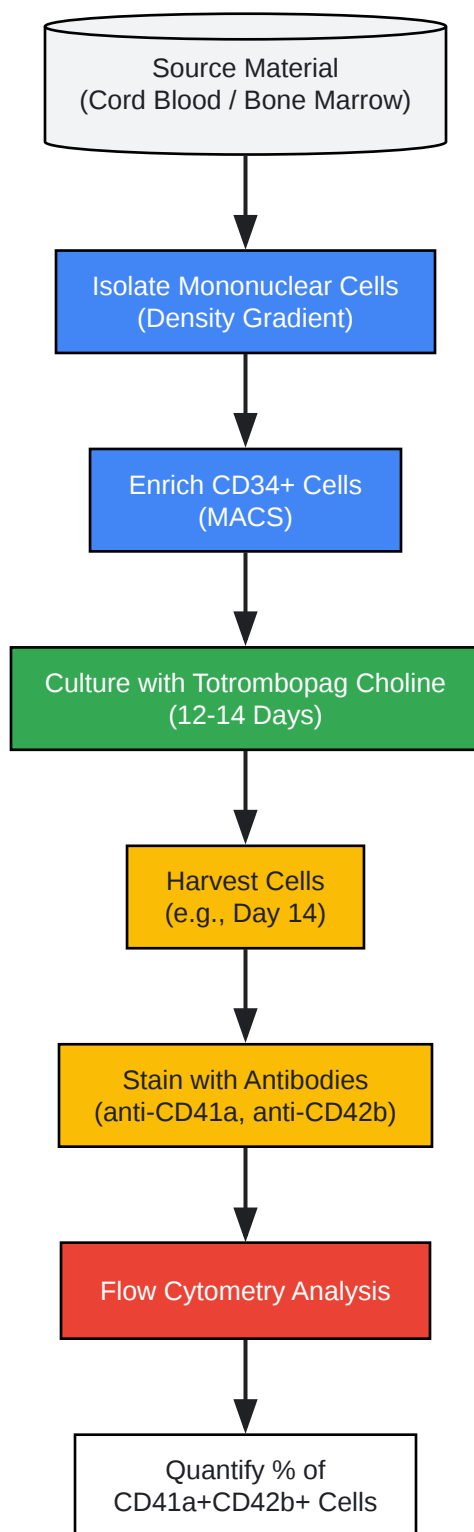 Source Material
(Cord Blood / Bone Marrow)
Isolate Mononuclear Cells
(Density Gradient)
Enrich CD34+ Cells
(MACS)
Culture with Totrombopag Choline
(12-14 Days)
Harvest Cells
(e.g., Day 14)
Stain with Antibodies
(anti-CD41a, anti-CD42b)
Flow Cytometry Analysis
Quantify % of
CD41a+CD42b+ Cells